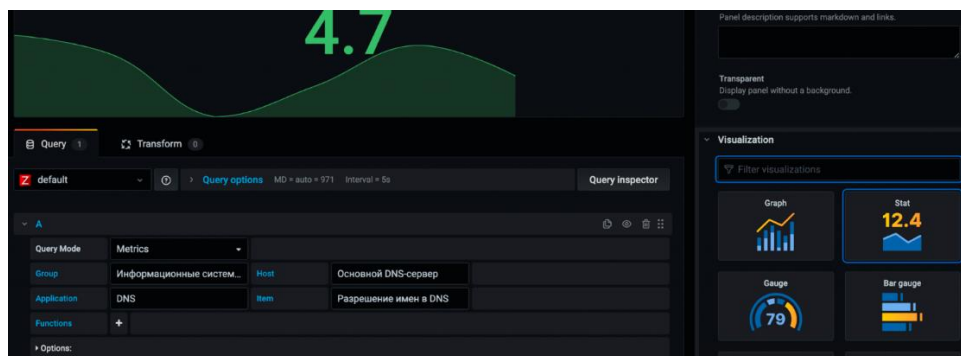 4.7
Query 1 Transform 0
Z default Query options MD = auto = 971 Interval = 5s Query inspector
A
Query Mode Metrics
Group Информационные систем... Host Основной DNS-сервер
Application DNS Item Разрешение имен в DNS
Functions +
Options:
Panel description supports markdown and links.
Transparent
Display panel without a background.
Visualization
Filter visualizations
Graph Stat
12.4
Gauge Bar gauge
79